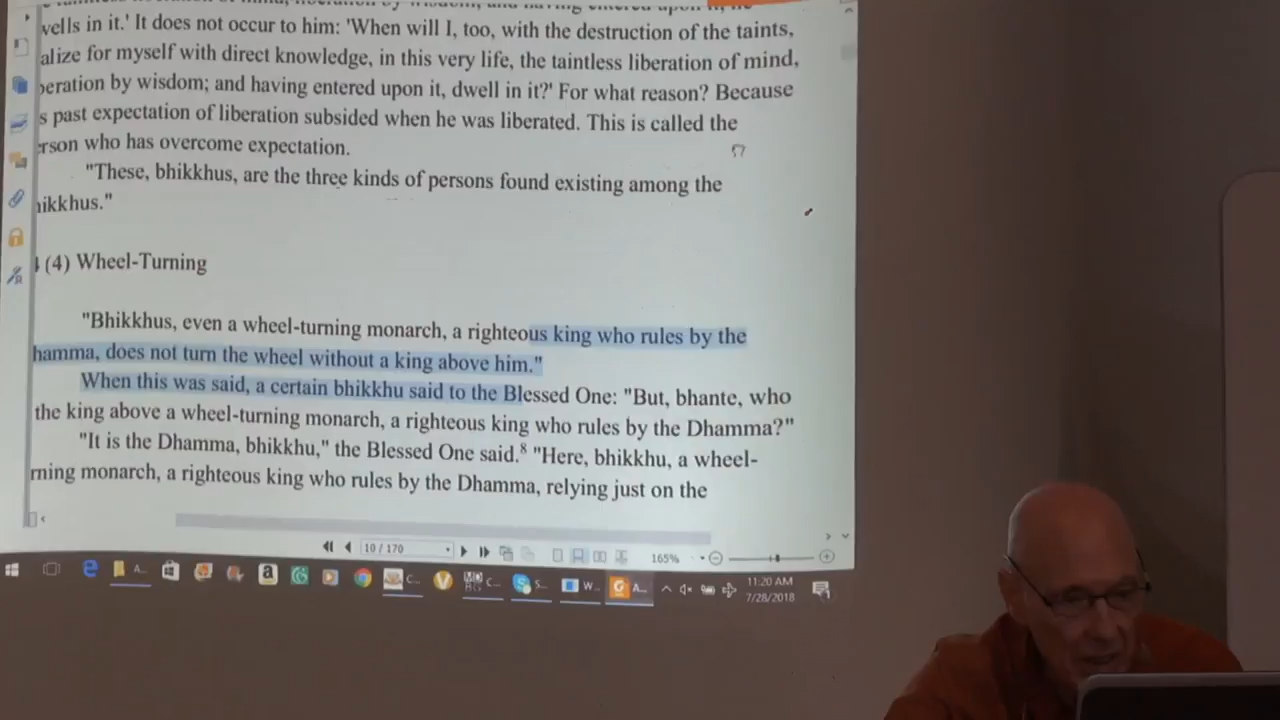 vells in it.' It does not occur to him: 'When will I, too, with the destruction of the taints,
alize for myself with direct knowledge, in this very life, the taintless liberation of mind,
peration by wisdom; and having entered upon it, dwell in it?' For what reason? Because
s past expectation of liberation subsided when he was liberated. This is called the
erson who has overcome expectation.
"These, bhikkhus, are the three kinds of persons found existing among the
hikkhus."
(4) Wheel-Turning
"Bhikkhus, even a wheel-turning monarch, a righteous king who rules by the
hamma, does not turn the wheel without a king above him."
When this was said, a certain bhikkhu said to the Blessed One: "But, bhante, who
the king above a wheel-turning monarch, a righteous king who rules by the Dhamma?"
"It is the Dhamma, bhikkhu," the Blessed One said.⁸ "Here, bhikkhu, a wheel-
rning monarch, a righteous king who rules by the Dhamma, relying just on the
10 / 170
165%
A...
C...
C...
S...
W...
A...
11:20 AM
7/28/2018